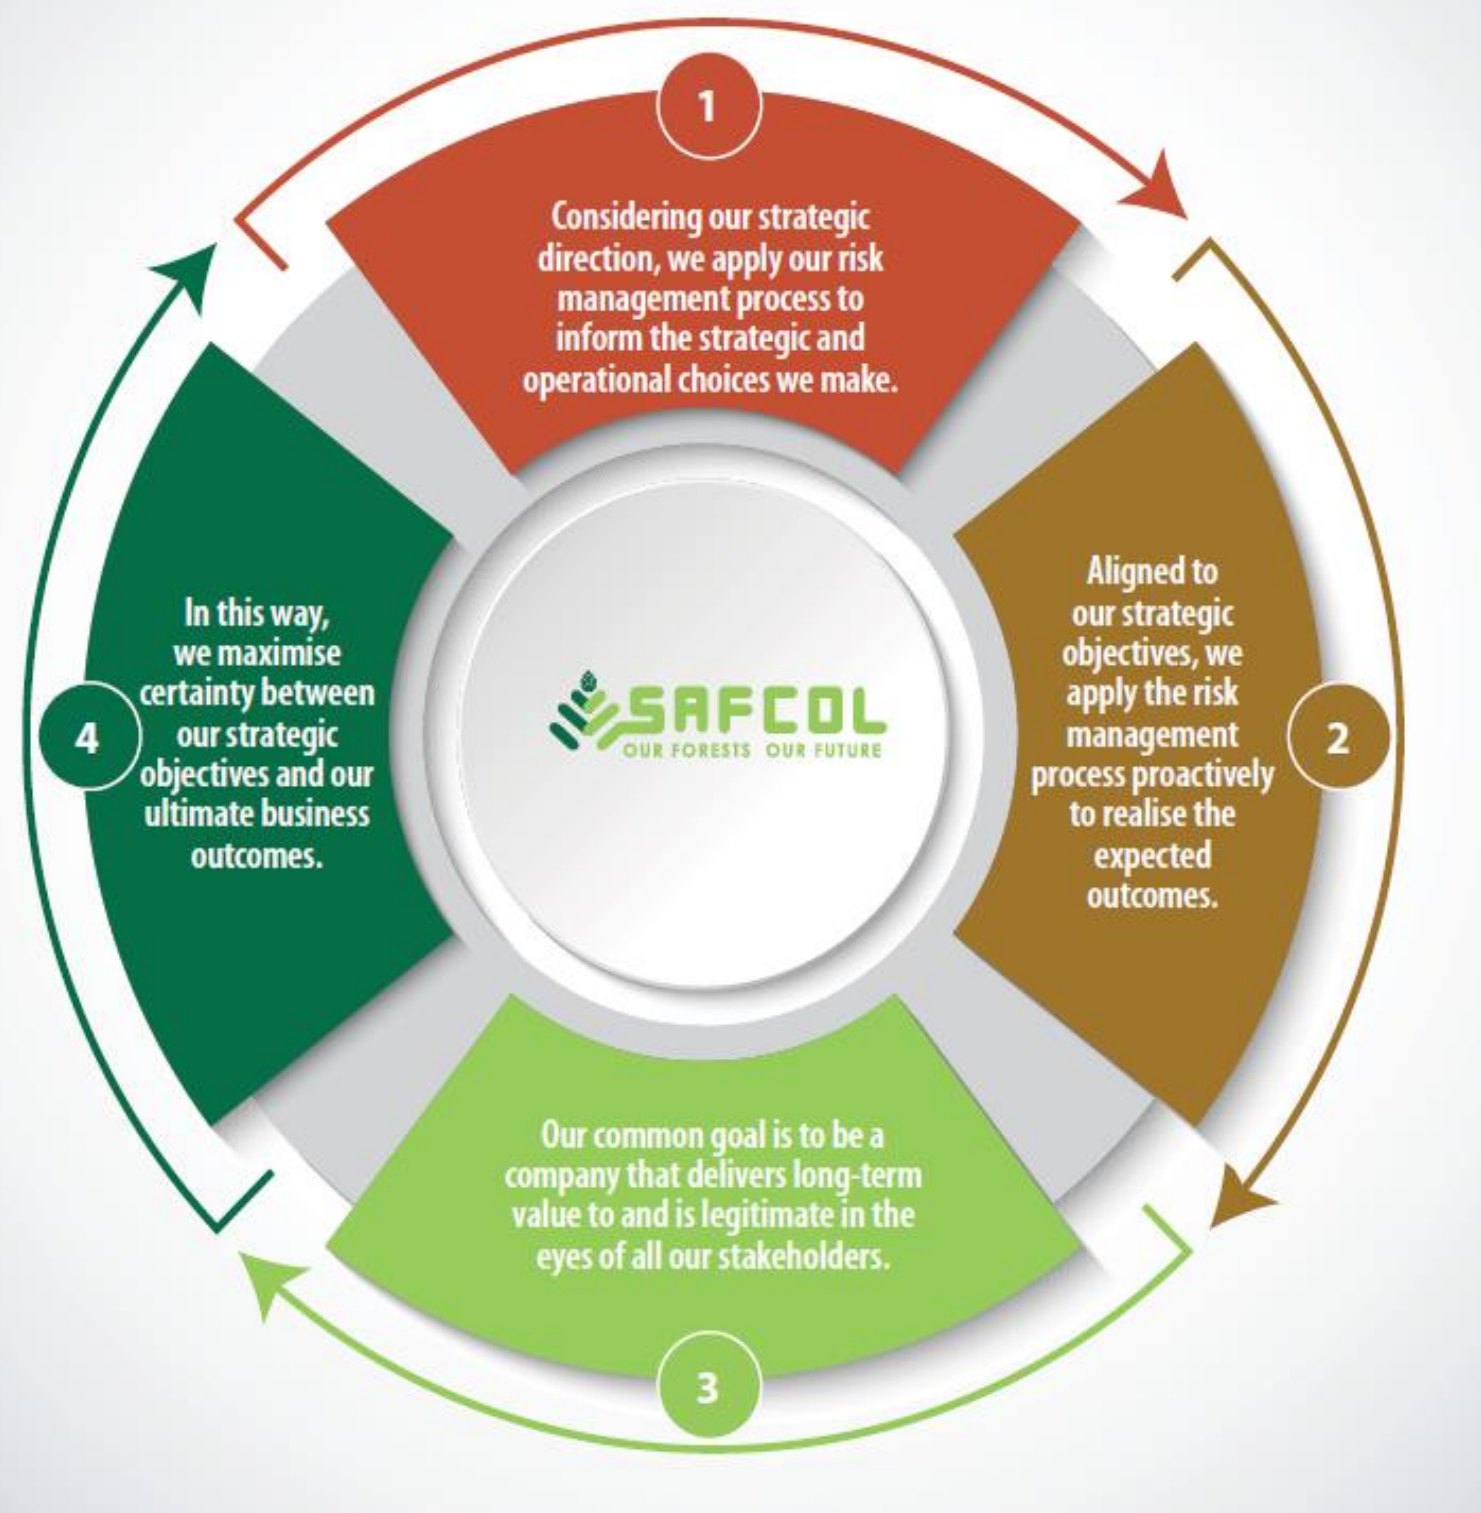 1
Considering our strategic
direction, we apply our risk
management process to
inform the strategic and
operational choices we make.
2
Aligned to
our strategic
objectives, we
apply the risk
management
process proactively
to realise the
expected
outcomes.
3
Our common goal is to be a
company that delivers long-term
value to and is legitimate in the
eyes of all our stakeholders.
4
In this way,
we maximise
certainty between
our strategic
objectives and our
ultimate business
outcomes.
SAFCOL
OUR FORESTS OUR FUTURE